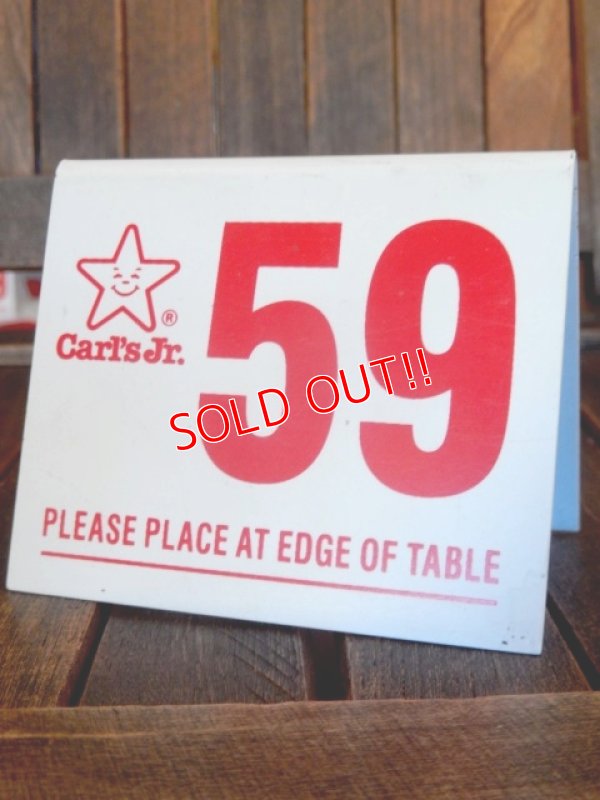 59
®
Carl's Jr.
SOLD OUT!!
PLEASE PLACE AT EDGE OF TABLE